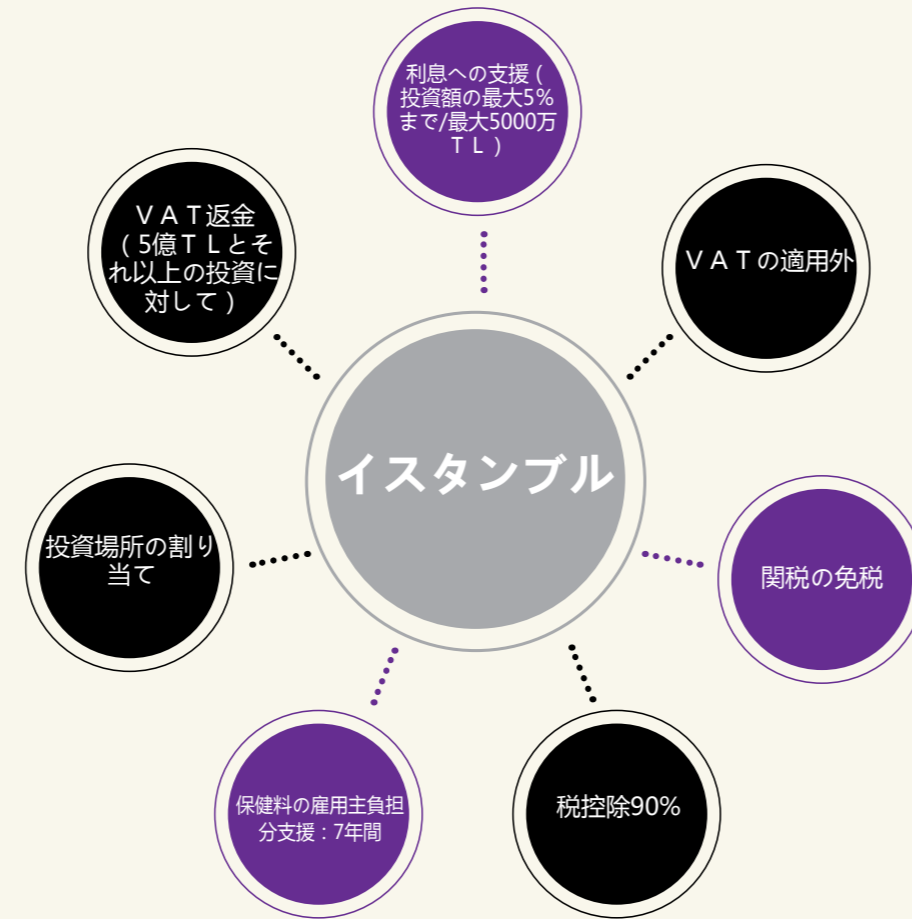 利息への支援（
投資額の最大5%
まで/最大5000万
ＴＬ）
ＶＡＴ返金
（5億ＴＬとそ
れ以上の投資に
対して）
ＶＡＴの適用外
イスタンブル
投資場所の割り
当て
関税の免税
保健料の雇用主負担
分支援：7年間
税控除90%